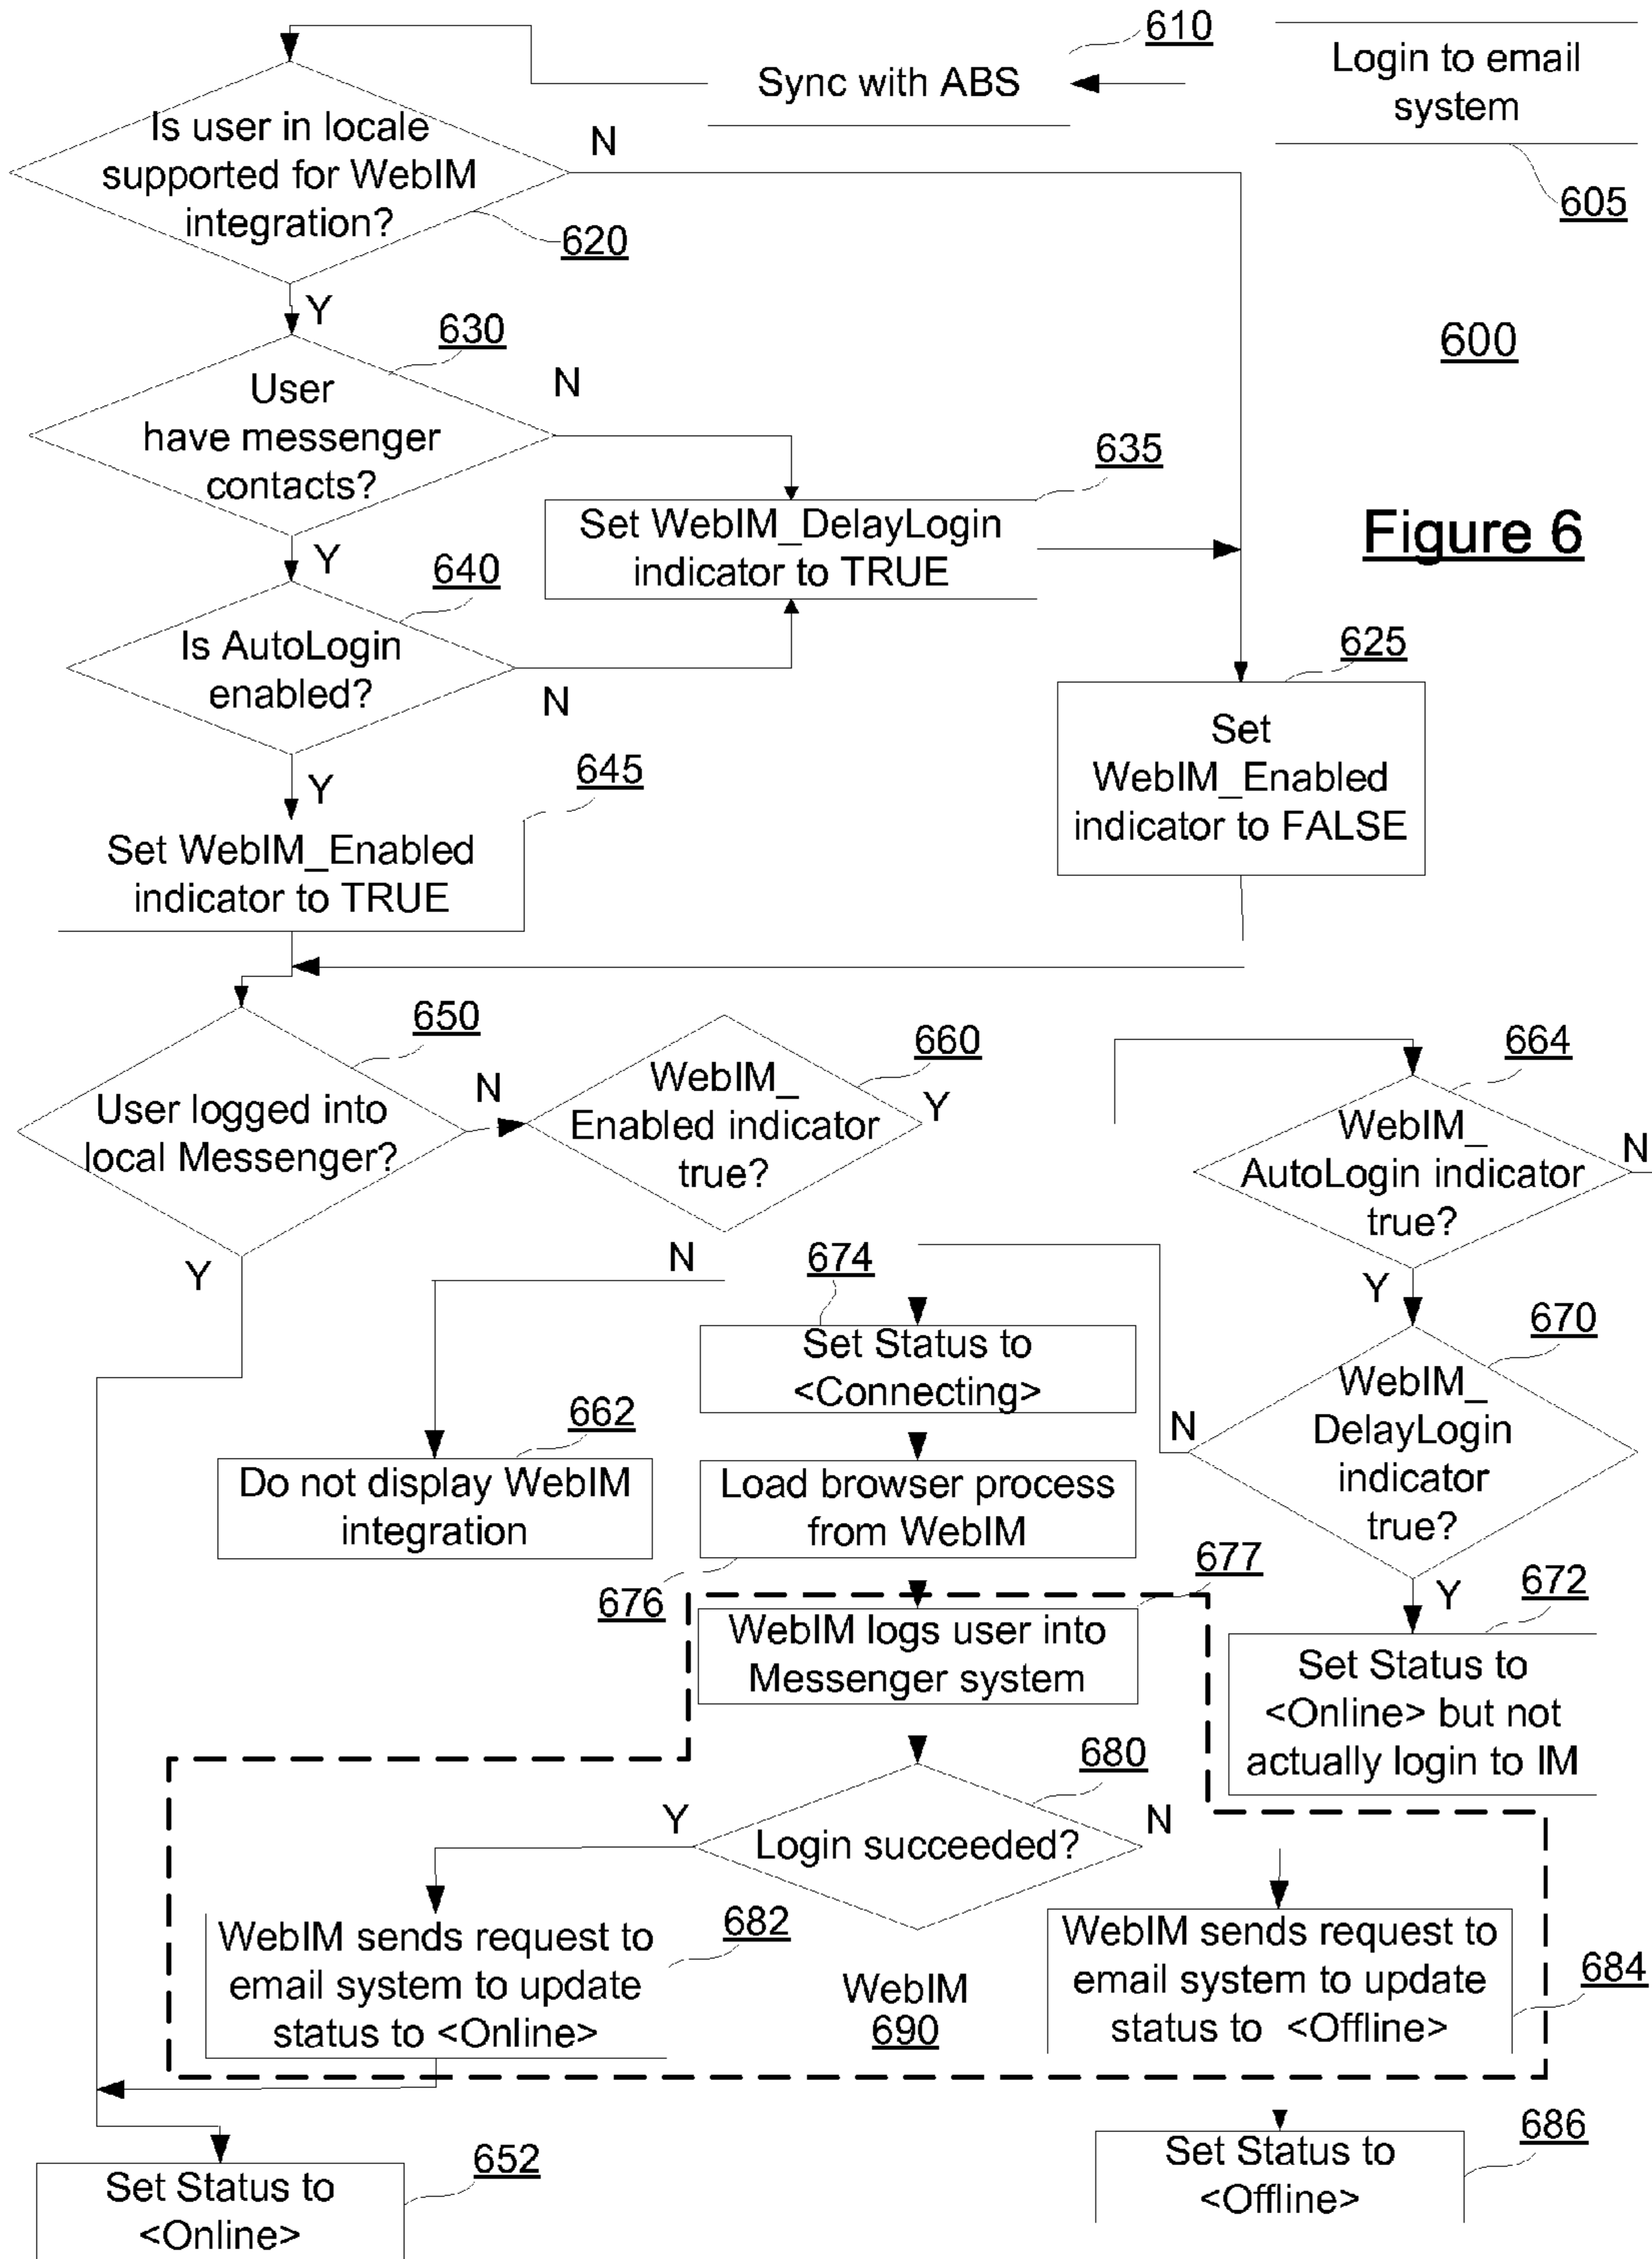 610
Login to email
system
605
Sync with ABS
Is user in locale
supported for WebIM
integration?
N
620
Y
600
630
User
have messenger
contacts?
N
Y
635
Set WebIM_DelayLogin
indicator to TRUE
Figure 6
640
Is AutoLogin
enabled?
N
Y
625
Set
WebIM_Enabled
indicator to FALSE
645
Set WebIM_Enabled
indicator to TRUE
650
User logged into
local Messenger?
N
Y
660
WebIM_
Enabled indicator
true?
Y
N
664
WebIM_
AutoLogin indicator
true?
N
Y
674
Set Status to
<Connecting>
670
WebIM_
DelayLogin
indicator
true?
N
Y
662
Do not display WebIM
integration
Load browser process
from WebIM
676
677
WebIM logs user into
Messenger system
672
Set Status to
<Online> but not
actually login to IM
680
Login succeeded?
Y
N
682
WebIM sends request to
email system to update
status to <Online>
WebIM
690
WebIM sends request to
email system to update
status to <Offline>
684
652
Set Status to
<Online>
686
Set Status to
<Offline>